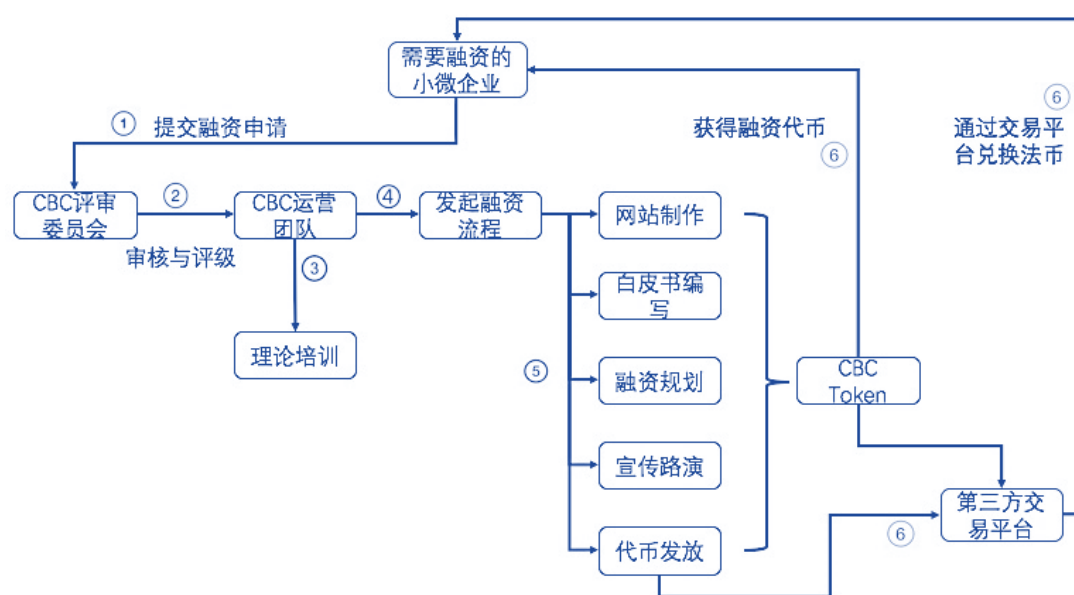 需要融资的
小微企业
① 提交融资申请
获得融资代币
⑥
⑥
通过交易平
台兑换法币
CBC评审
委员会
②
审核与评级
CBC运营
团队
③
④
发起融资
流程
理论培训
⑤
网站制作
白皮书编
写
融资规划
宣传路演
代币发放
CBC
Token
⑥
第三方交
易平台